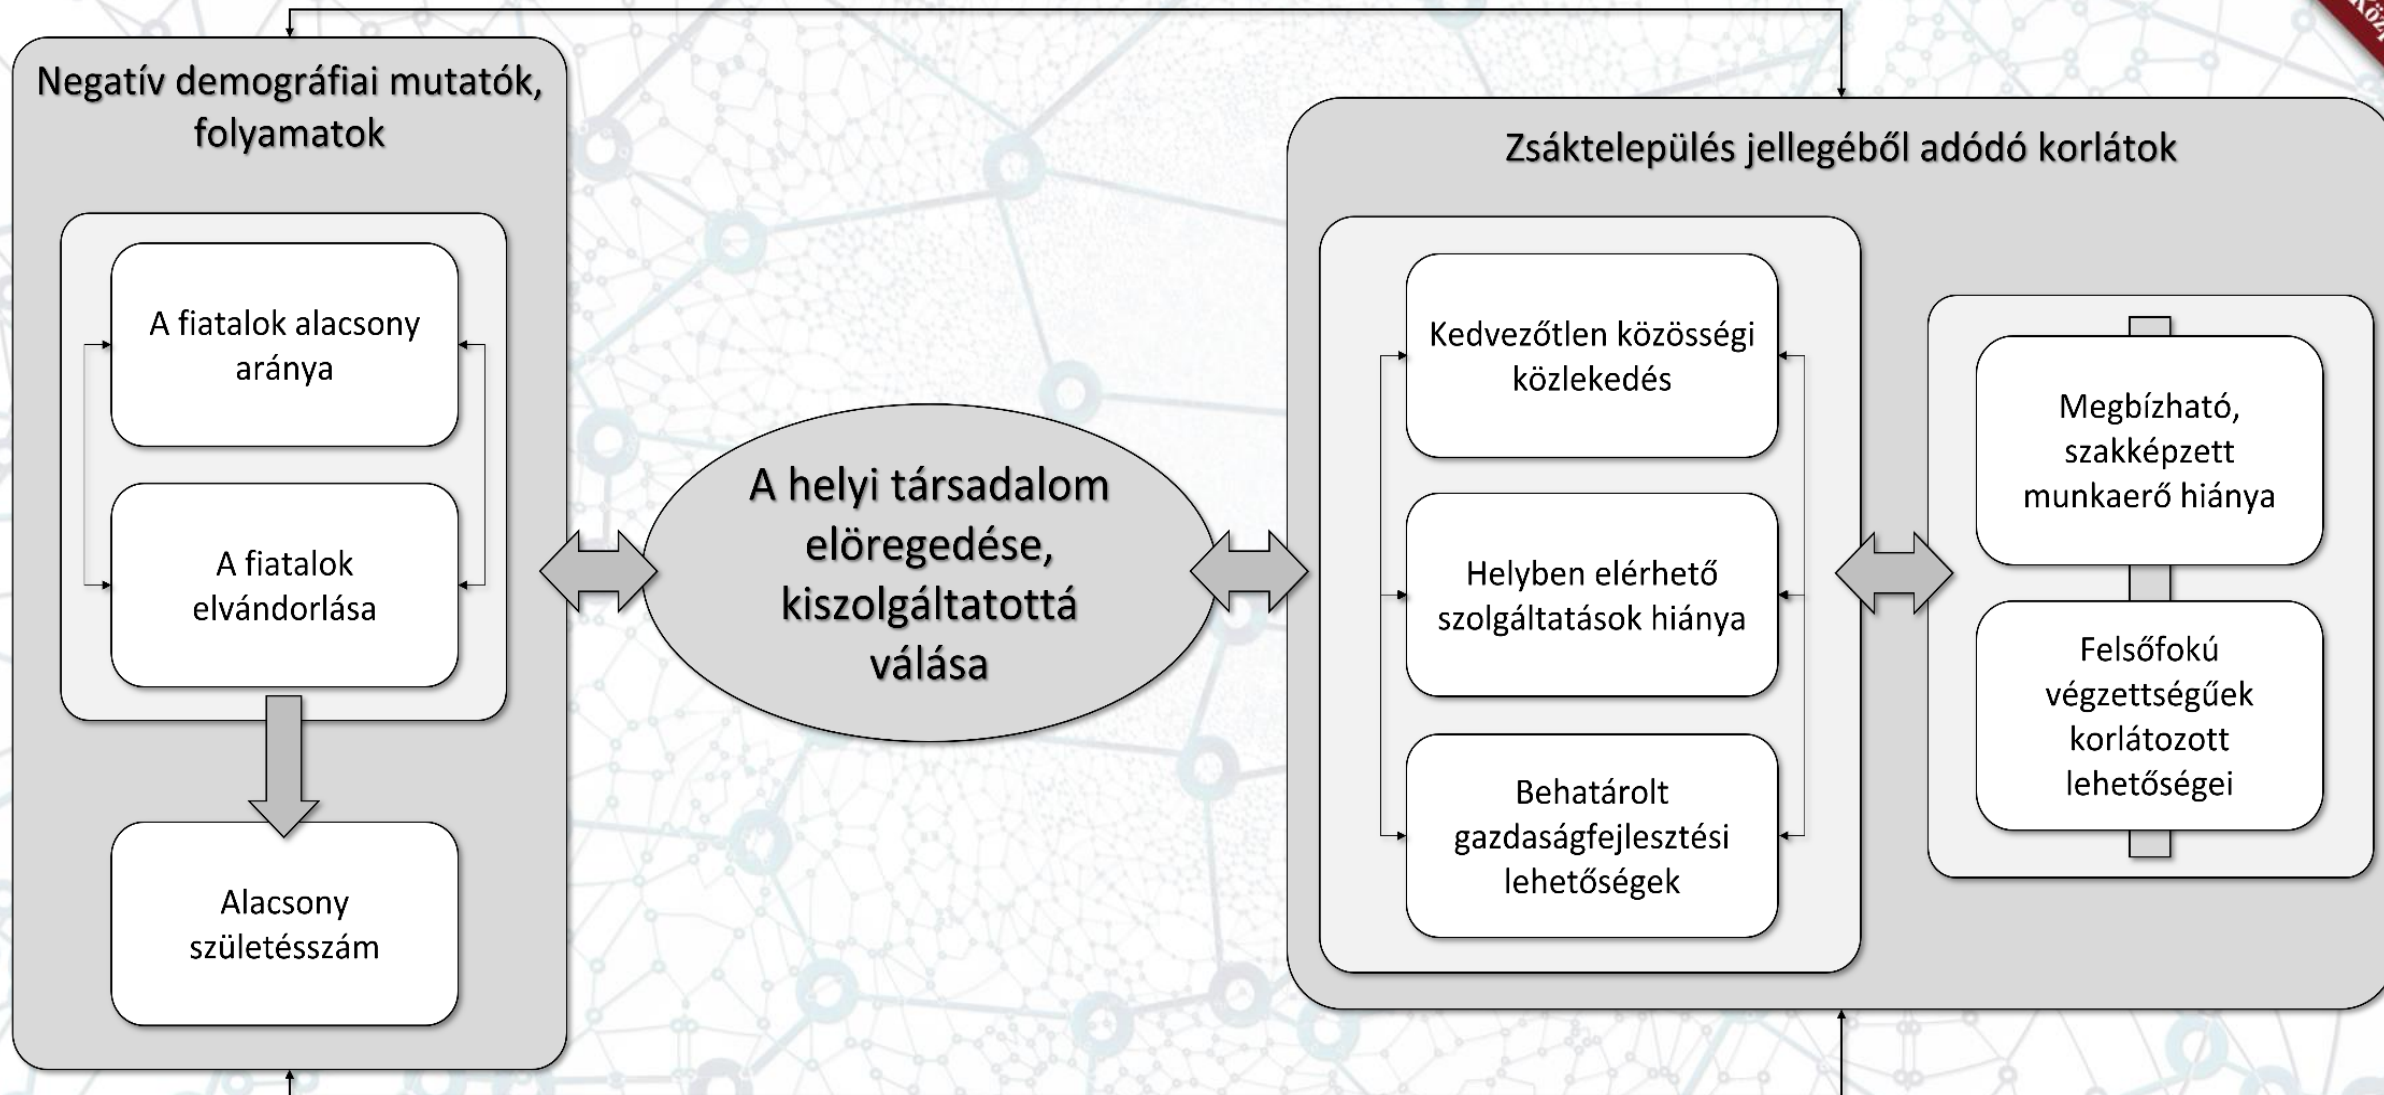 Negatív demográfiai mutatók,
folyamatok
A fiatalok alacsony
aránya
A fiatalok
elvándorlása
Alacsony
születésszám
A helyi társadalom
elöregedése,
kiszolgáltatottá
válása
Zsáktelepülés jellegéből adódó korlátok
Kedvezőtlen közösségi
közlekedés
Helyben elérhető
szolgáltatások hiánya
Behatárolt
gazdaságfejlesztési
lehetőségek
Megbízható,
szakképzett
munkaerő hiánya
Felsőfokú
végzettségűek
korlátozott
lehetőségei